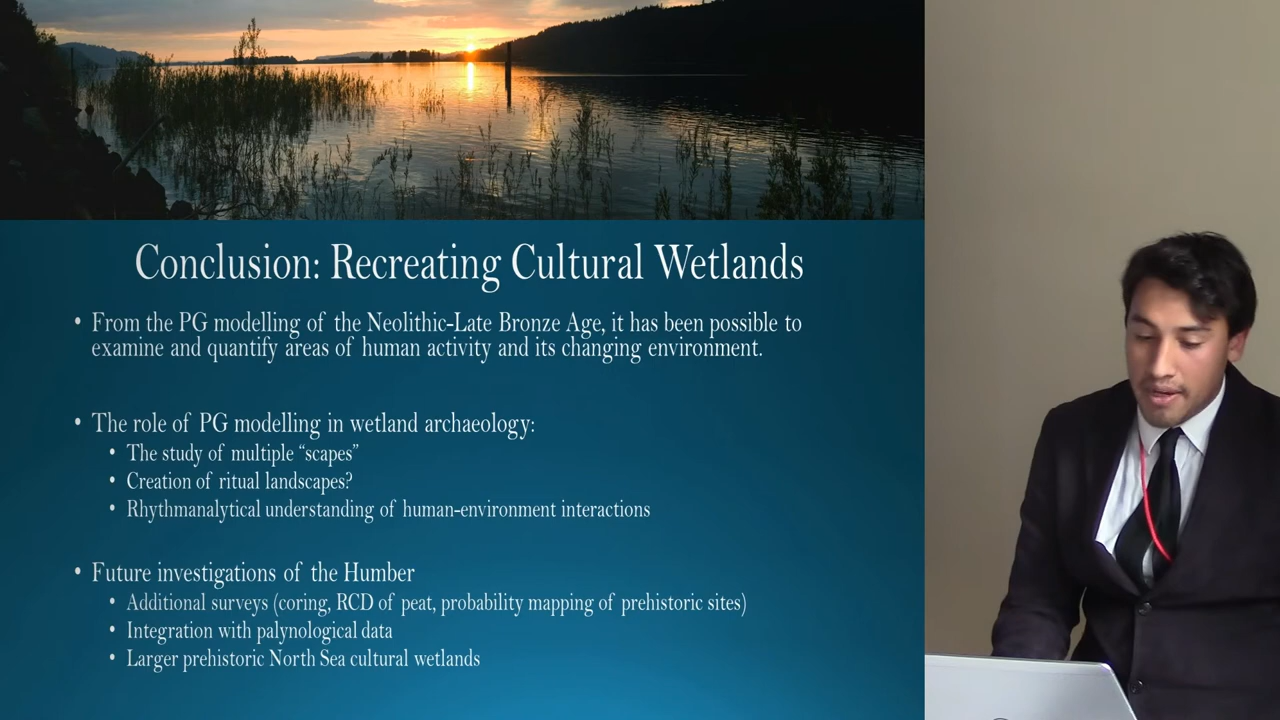 Conclusion: Recreating Cultural Wetlands
• From the PG modelling of the Neolithic-Late Bronze Age, it has been possible to
examine and quantify areas of human activity and its changing environment.
• The role of PG modelling in wetland archaeology:
• The study of multiple “scapes”
• Creation of ritual landscapes?
• Rhythmanalytical understanding of human-environment interactions
• Future investigations of the Humber
• Additional surveys (coring, RCD of peat, probability mapping of prehistoric sites)
• Integration with palynological data
• Larger prehistoric North Sea cultural wetlands